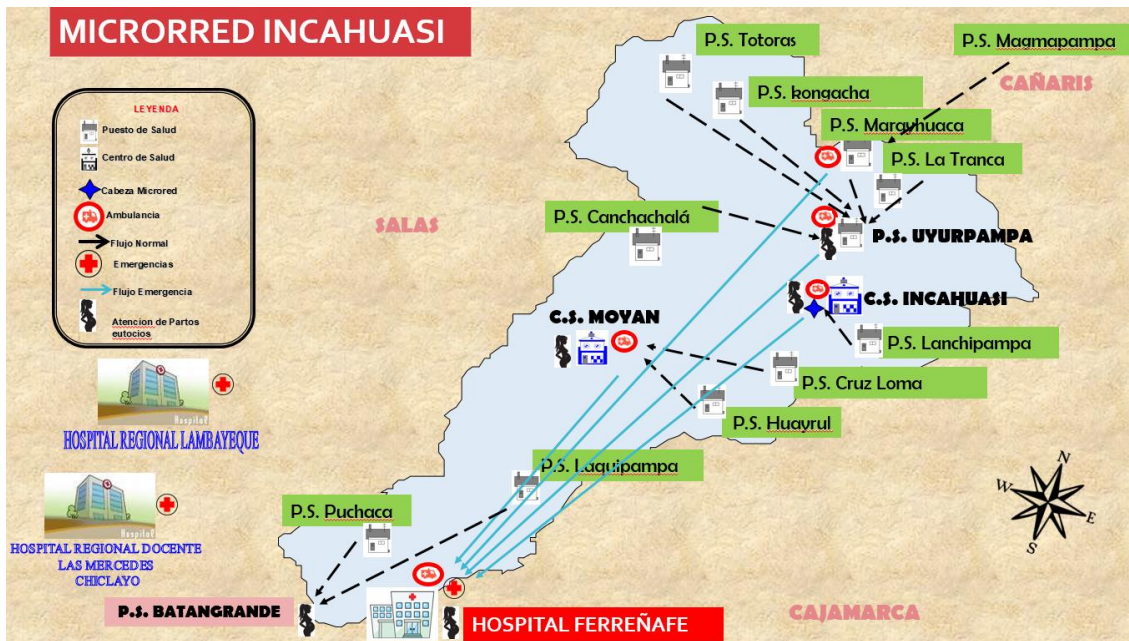 MICRORRED INCAHUASI
LEYENDA
Puesto de Salud
Centro de Salud
Cabeza Microred
Ambulancia
Flujo Normal
Emergencias
Flujo Emergencia
Atencion de Partos
eutocios
P.S. Totoras
P.S. Magmapampa
CAÑARIS
P.S. kongacha
P.S. Marayhuaca
P.S. La Tranca
SALAS
P.S. Canchachalá
P.S. UYURPAMPA
C.S. INCAHUASI
C.S. MOYAN
P.S. Lanchipampa
P.S. Cruz Loma
P.S. Huayrul
Hospital
HOSPITAL REGIONAL LAMBAYEQUE
P.S. Laquipampa
P.S. Puchaca
Hospital
HOSPITAL REGIONAL DOCENTE
LAS MERCEDES
CHICLAYO
N
W
E
S
P.S. BATANGRANDE
HOSPITAL FERREÑAFE
CAJAMARCA